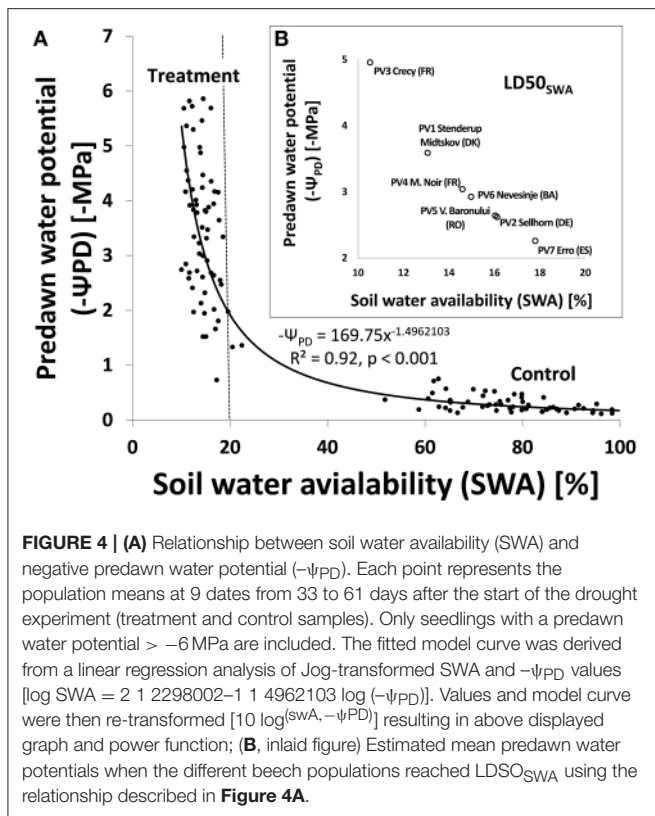 A
B
7
6
5
4
3
2
1
0
Predawn water potential
(-ΨPD) [-MPa)
Treatment
Control
-Ψ_PD = 169.75x^-1.4962103
R² = 0.92, p < 0.001
0 20 40 60 80 100
Soil water avialability (SWA) [%]
LD50_SWA
5
4
3
2
Predawn water potential
(-Ψ_PD) [-MPa]
PV3 Crecy (FR)
PV1 Stenderup
Midtskov (DK)
PV4 M. Noir (FR)
PV6 Nevesinje (BA)
PV5 V. Baronului
(RO)
PV2 Sellhorn (DE)
PV7 Erro (ES)
10 12 14 16 18 20
Soil water availability (SWA) [%]
FIGURE 4 | (A) Relationship between soil water availability (SWA) and
negative predawn water potential (–ψPD). Each point represents the
population means at 9 dates from 33 to 61 days after the start of the drought
experiment (treatment and control samples). Only seedlings with a predawn
water potential > −6 MPa are included. The fitted model curve was derived
from a linear regression analysis of Jog-transformed SWA and –ψPD values
[log SWA = 2 1 2298002–1 1 4962103 log (–ψPD)]. Values and model curve
were then re-transformed [10 log^(swA, –ψPD)] resulting in above displayed
graph and power function; (B, inlaid figure) Estimated mean predawn water
potentials when the different beech populations reached LDSO_SWA using the
relationship described in Figure 4A.